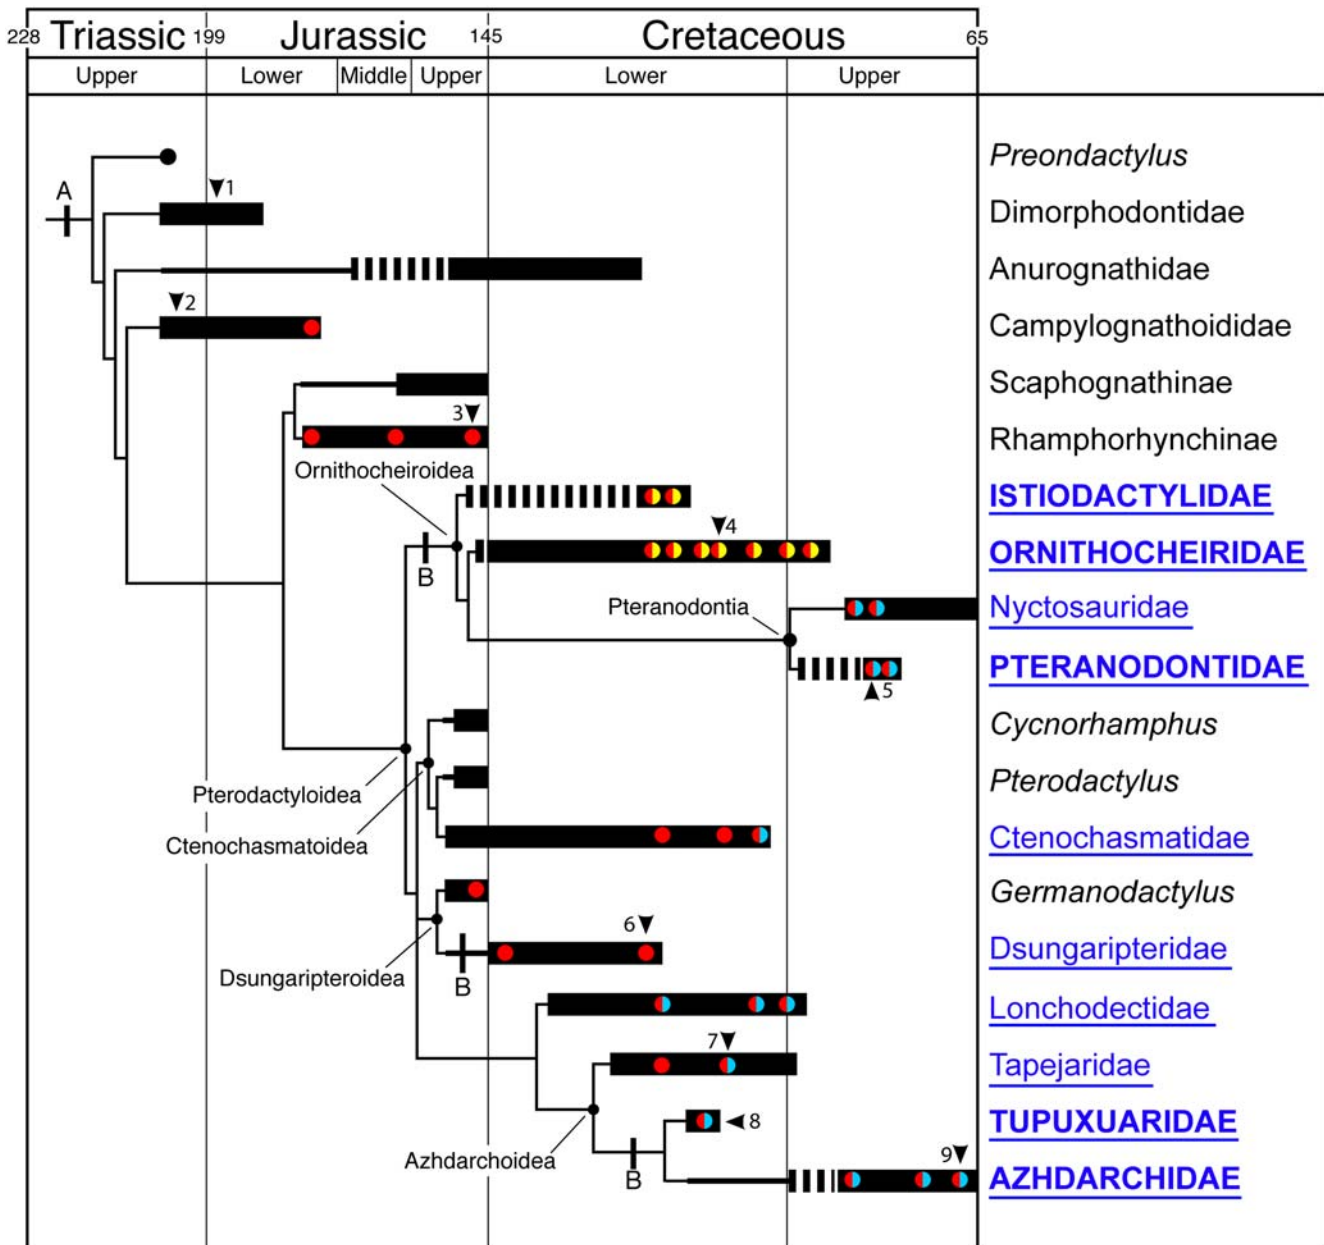 228 Triassic 199 Jurassic 145 Cretaceous 65
Upper Lower Middle Upper Lower Upper
Preondactylus
A
1
Dimorphodontidae
Anurognathidae
2
Campylognathoididae
Scaphognathinae
3
Rhamphorhynchinae
Ornithocheiroidea
ISTIODACTYLIDAE
4
ORNITHOCHEIRIDAE
B
Pteranodontia
Nyctosauridae
PTERANODONTIDAE
5
Cycnorhamphus
Pterodactylus
Pterodactyloidea
Ctenochasmatoidea
Ctenochasmatidae
Germanodactylus
6
Dsungaripteridae
Dsungaripteroidea
B
Lonchodectidae
7
Tapejaridae
8
TUPUXUARIDAE
Azhdarchoidea
9
B
AZHDARCHIDAE